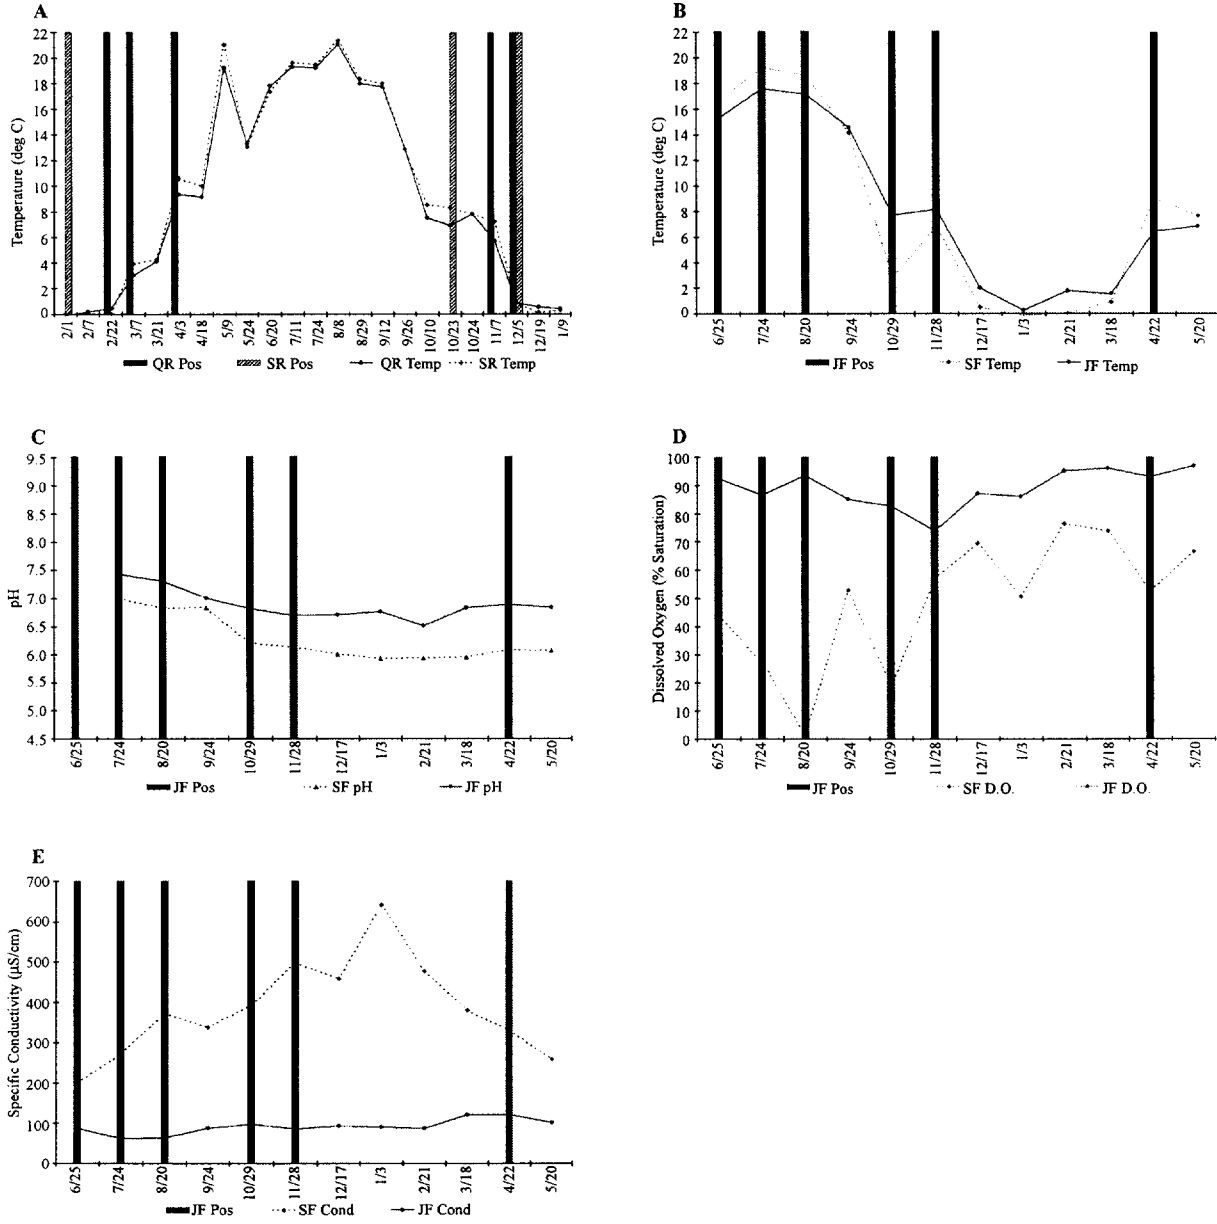 A
Temperature (deg C)
22
20
18
16
14
12
10
8
6
4
2
0
2/1 2/7 2/22 3/7 3/21 4/3 4/18 5/9 5/24 6/20 7/11 7/24 8/8 8/29 9/12 9/26 10/10 10/23 10/24 11/7 12/5 12/19 1/9
QR Pos SR Pos QR Temp SR Temp
B
Temperature (deg C)
22
20
18
16
14
12
10
8
6
4
2
0
6/25 7/24 8/20 9/24 10/29 11/28 12/17 1/3 2/21 3/18 4/22 5/20
JF Pos SF Temp JF Temp
C
pH
9.5
9.0
8.5
8.0
7.5
7.0
6.5
6.0
5.5
5.0
4.5
6/25 7/24 8/20 9/24 10/29 11/28 12/17 1/3 2/21 3/18 4/22 5/20
JF Pos SF pH JF pH
D
Dissolved Oxygen (% Saturation)
100
90
80
70
60
50
40
30
20
10
0
6/25 7/24 8/20 9/24 10/29 11/28 12/17 1/3 2/21 3/18 4/22 5/20
JF Pos SF D.O. JF D.O.
E
Specific Conductivity (µS/cm)
700
600
500
400
300
200
100
0
6/25 7/24 8/20 9/24 10/29 11/28 12/17 1/3 2/21 3/18 4/22 5/20
JF Pos SF Cond JF Cond